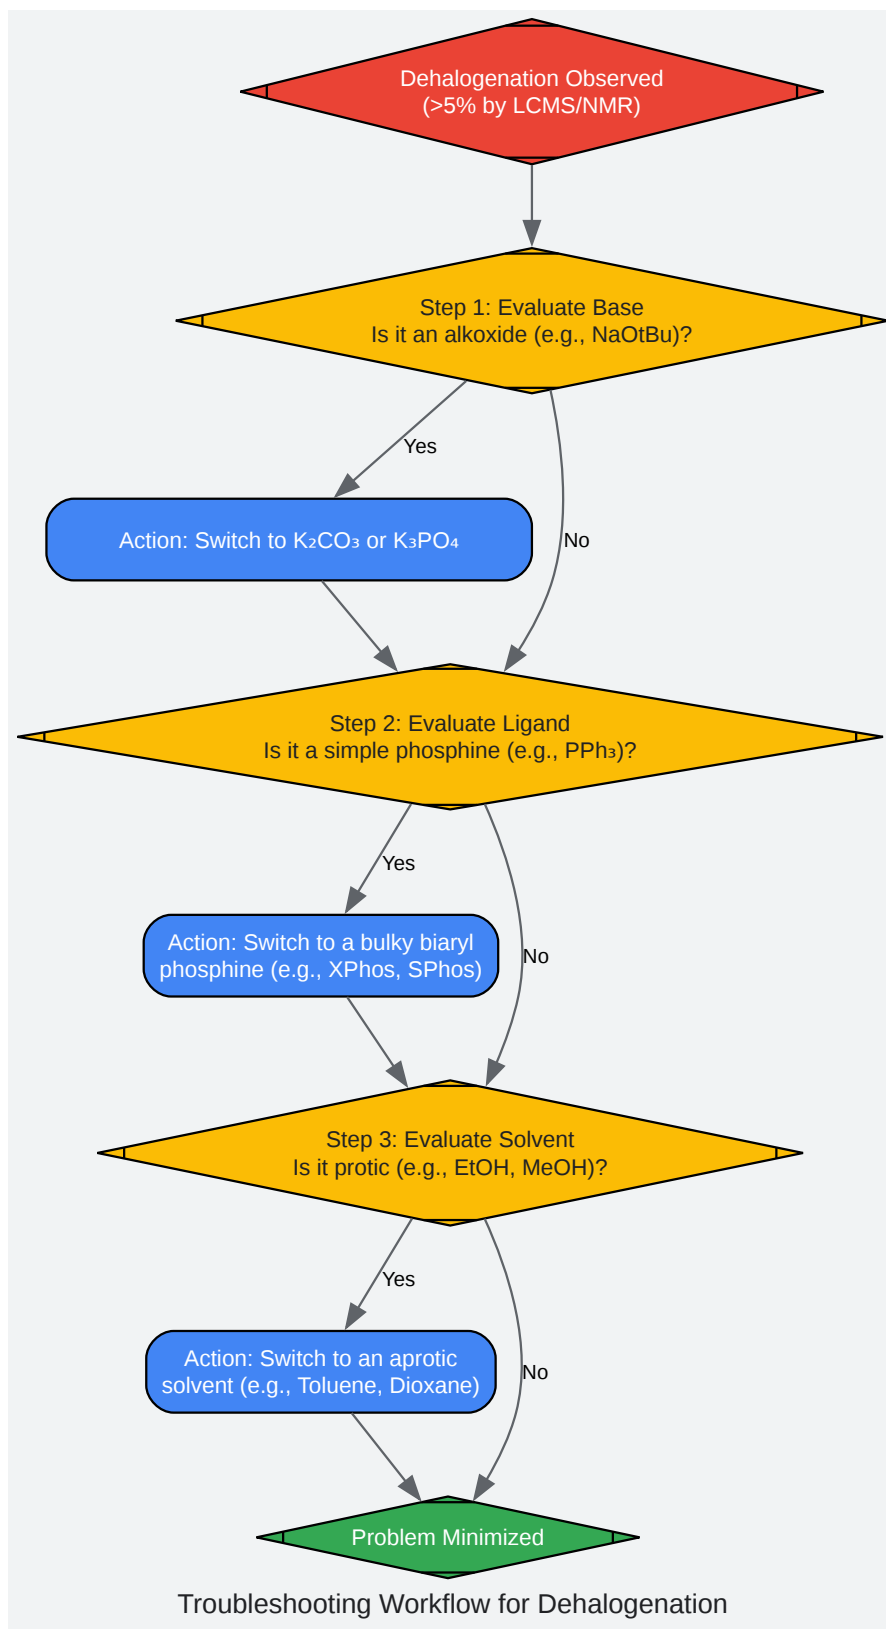 Dehalogenation Observed
(>5% by LCMS/NMR)
Step 1: Evaluate Base
Is it an alkoxide (e.g., NaOtBu)?
Yes
Action: Switch to K₂CO₃ or K₃PO₄
No
Step 2: Evaluate Ligand
Is it a simple phosphine (e.g., PPh₃)?
Yes
Action: Switch to a bulky biaryl
phosphine (e.g., XPhos, SPhos)
No
Step 3: Evaluate Solvent
Is it protic (e.g., EtOH, MeOH)?
Yes
Action: Switch to an aprotic
solvent (e.g., Toluene, Dioxane)
No
Problem Minimized
Troubleshooting Workflow for Dehalogenation